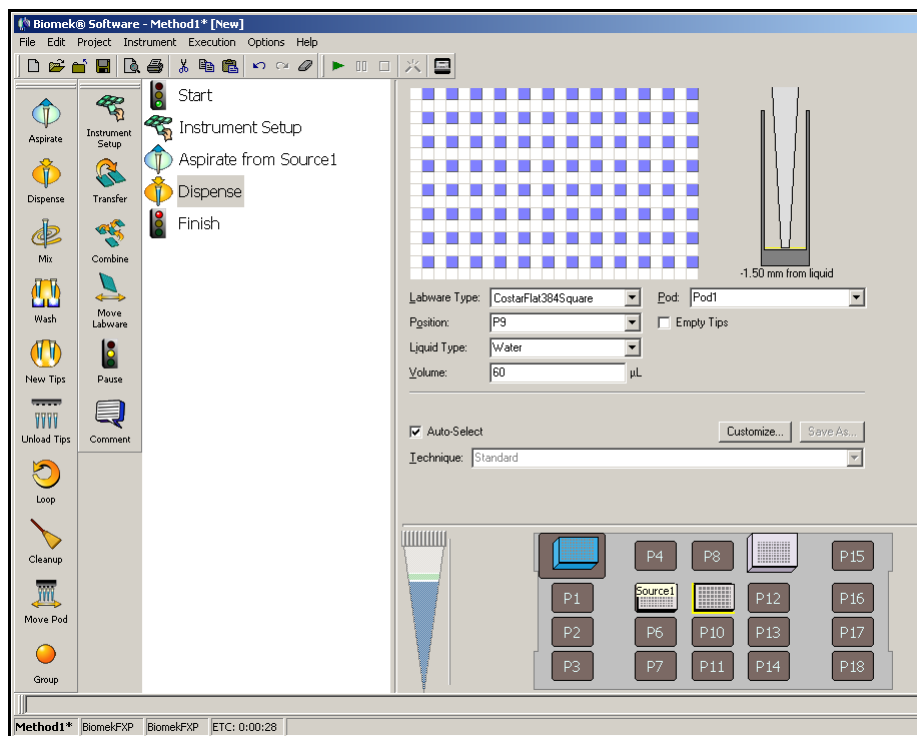 Biomek® Software - Method1* [New]
File Edit Project Instrument Execution Options Help
Aspirate
Dispense
Mix
Wash
New Tips
Unload Tips
Loop
Cleanup
Move Pod
Group
Instrument
Setup
Transfer
Combine
Move
Labware
Pause
Comment
Start
Instrument Setup
Aspirate from Source1
Dispense
Finish
-1.50 mm from liquid
Labware Type: CostarFlat384Square Pod: Pod1
Position: P9 Empty Tips
Liquid Type: Water
Volume: 60 µL
Auto-Select Customize... Save As...
Technique: Standard
P4 P8 P15
P1 Source1 P12 P16
P2 P6 P10 P13 P17
P3 P7 P11 P14 P18
Method1* BiomekFXP BiomekFXP ETC: 0:00:28